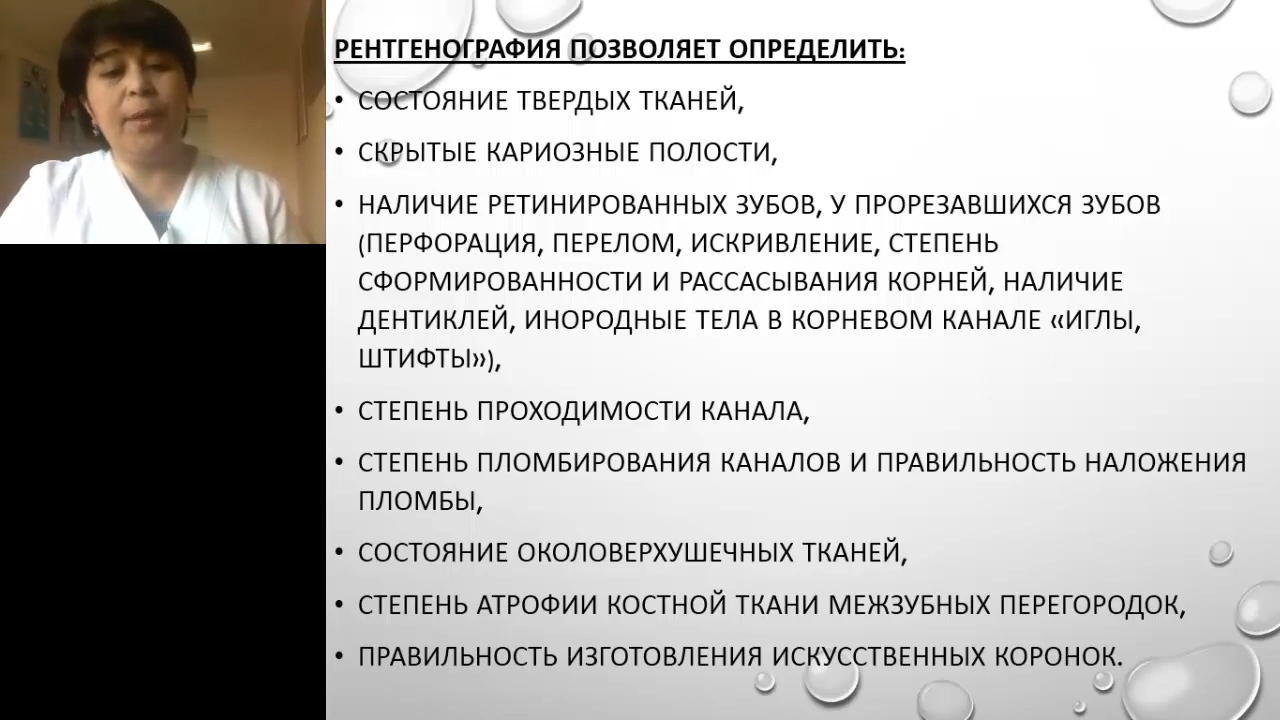 РЕНТГЕНОГРАФИЯ ПОЗВОЛЯЕТ ОПРЕДЕЛИТЬ:
• СОСТОЯНИЕ ТВЕРДЫХ ТКАНЕЙ,
• СКРЫТЫЕ КАРИОЗНЫЕ ПОЛОСТИ,
• НАЛИЧИЕ РЕТИНИРОВАННЫХ ЗУБОВ, У ПРОРЕЗАВШИХСЯ ЗУБОВ
(ПЕРФОРАЦИЯ, ПЕРЕЛОМ, ИСКРИВЛЕНИЕ, СТЕПЕНЬ
СФОРМИРОВАННОСТИ И РАССАСЫВАНИЯ КОРНЕЙ, НАЛИЧИЕ
ДЕНТИКЛЕЙ, ИНОРОДНЫЕ ТЕЛА В КОРНЕВОМ КАНАЛЕ «ИГЛЫ,
ШТИФТЫ»),
• СТЕПЕНЬ ПРОХОДИМОСТИ КАНАЛА,
• СТЕПЕНЬ ПЛОМБИРОВАНИЯ КАНАЛОВ И ПРАВИЛЬНОСТЬ НАЛОЖЕНИЯ
ПЛОМБЫ,
• СОСТОЯНИЕ ОКОЛОВЕРХУШЕЧНЫХ ТКАНЕЙ,
• СТЕПЕНЬ АТРОФИИ КОСТНОЙ ТКАНИ МЕЖЗУБНЫХ ПЕРЕГОРОДОК,
• ПРАВИЛЬНОСТЬ ИЗГОТОВЛЕНИЯ ИСКУССТВЕННЫХ КОРОНОК.